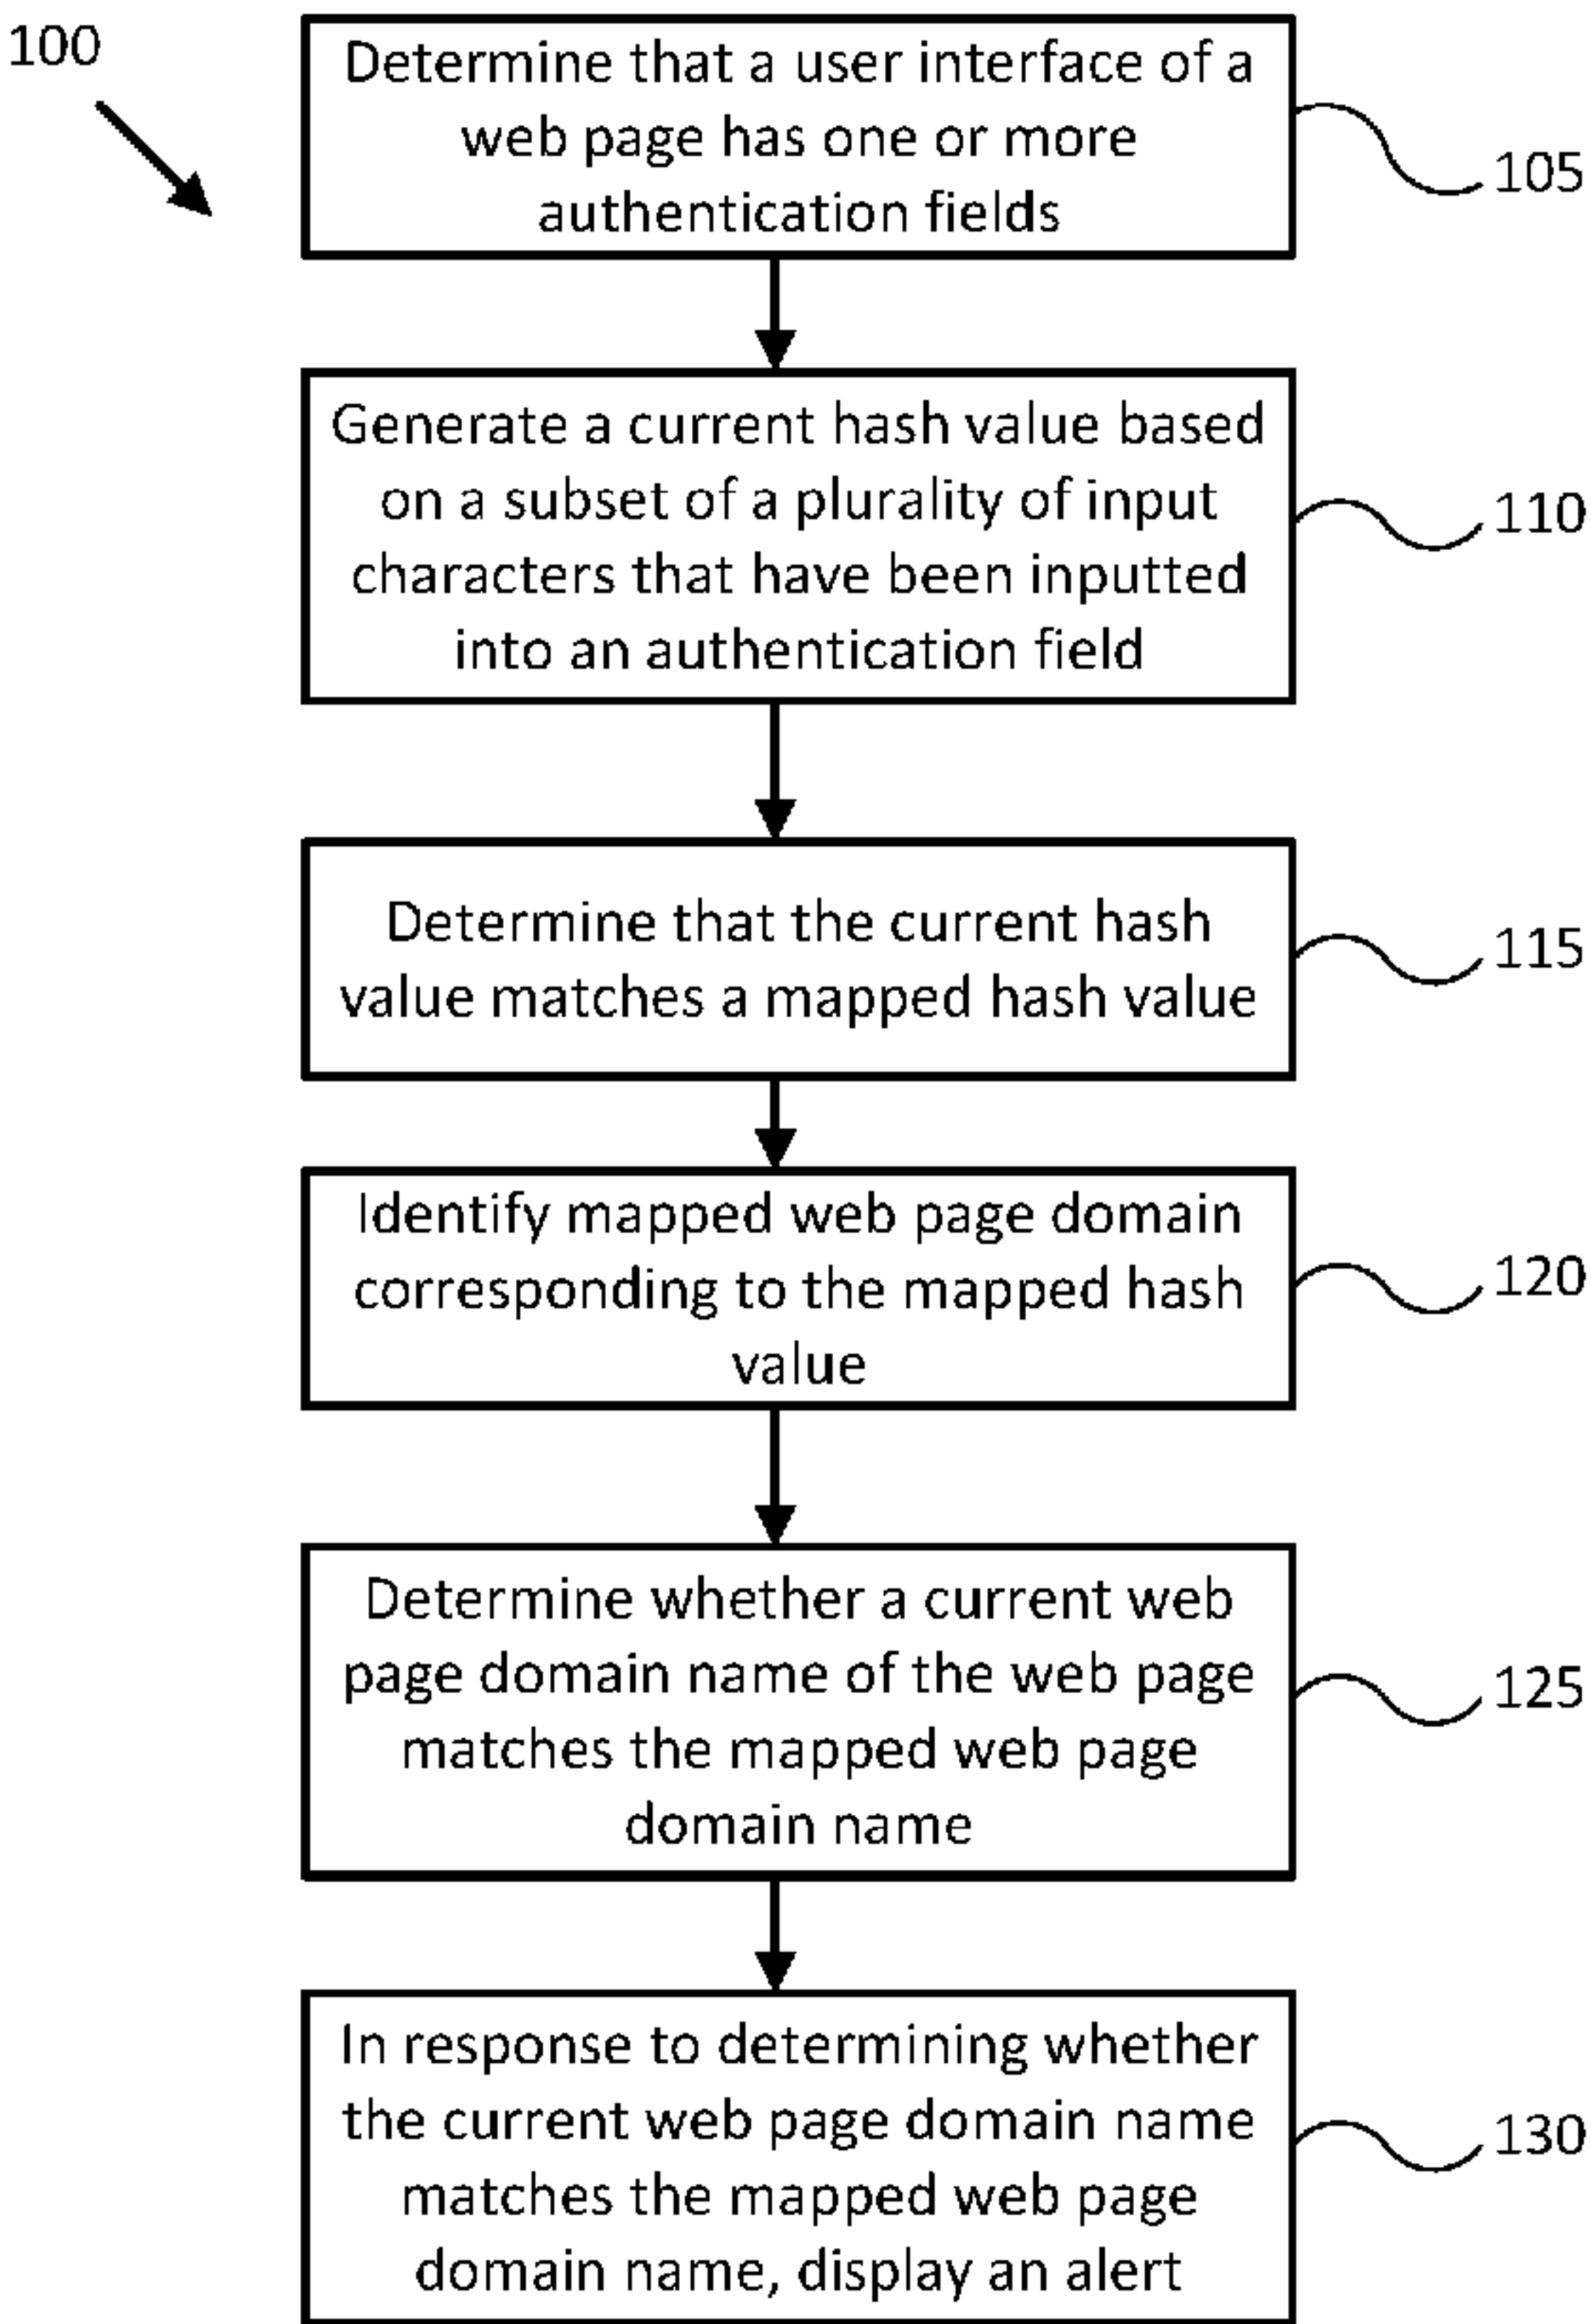 100
Determine that a user interface of a
web page has one or more
authentication fields
105
Generate a current hash value based
on a subset of a plurality of input
characters that have been inputted
into an authentication field
110
Determine that the current hash
value matches a mapped hash value
115
Identify mapped web page domain
corresponding to the mapped hash
value
120
Determine whether a current web
page domain name of the web page
matches the mapped web page
domain name
125
In response to determining whether
the current web page domain name
matches the mapped web page
domain name, display an alert
130